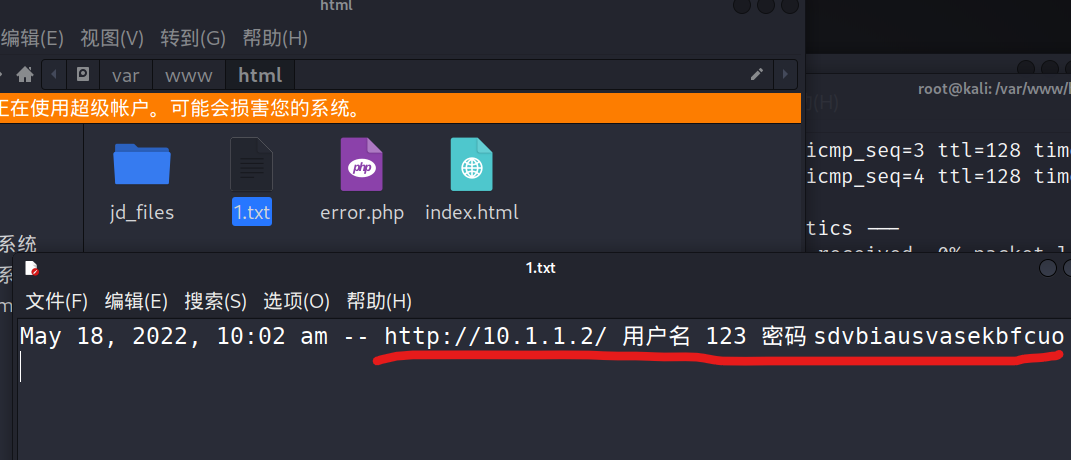 html
编辑(E) 视图(V) 转到(G) 帮助(H)
var www html
正在使用超级帐户。可能会损害您的系统。
jd_files 1.txt error.php index.html
php
系统
root@kali: /var/www/
icmp_seq=3 ttl=128
icmp_seq=4 ttl=128
tics ---
received, 0%
1.txt
文件(F) 编辑(E) 搜索(S) 选项(O) 帮助(H)
May 18, 2022, 10:02 am -- http://10.1.1.2/ 用户名 123 密码 sdvbiausvasekbfcuo